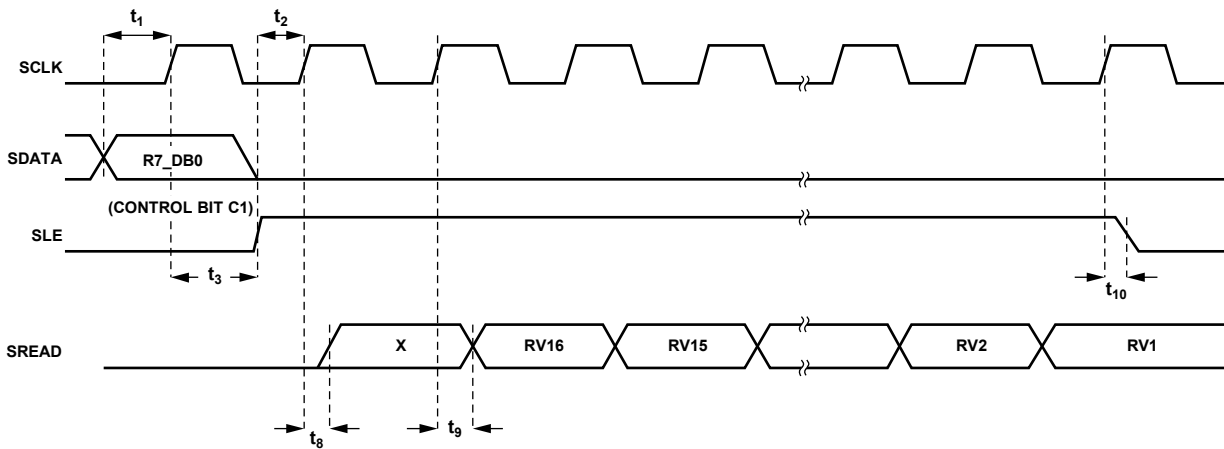 t1 t2
SCLK
SDATA R7_DB0
(CONTROL BIT C1)
SLE
t3 t10
SREAD X RV16 RV15 RV2 RV1
t8 t9